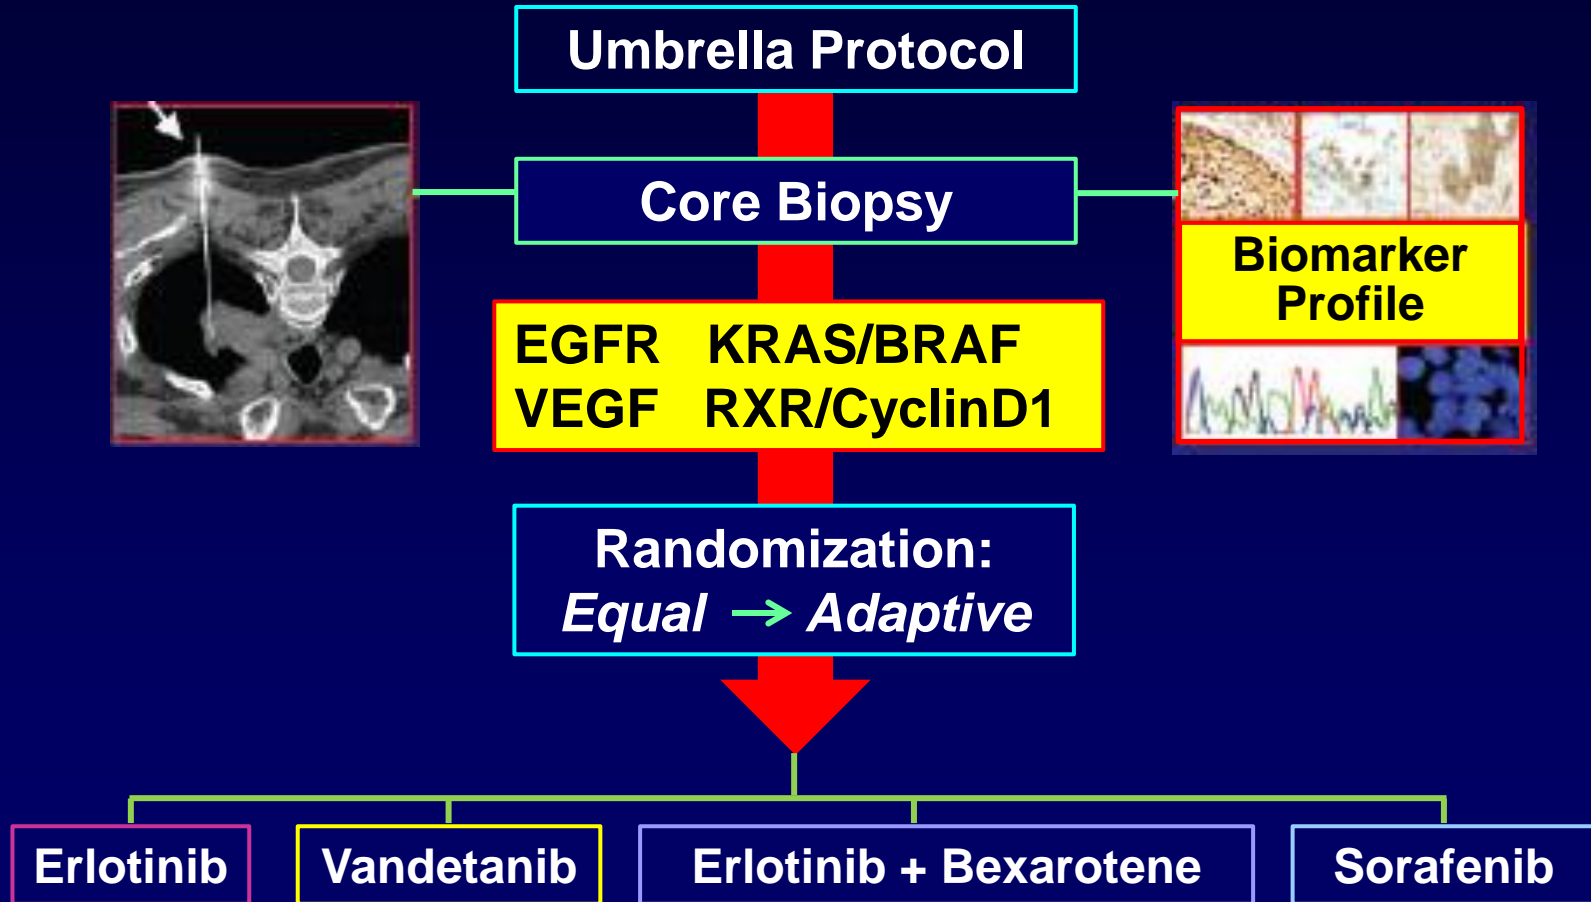 Umbrella Protocol
Core Biopsy
Biomarker
Profile
EGFR KRAS/BRAF
VEGF RXR/CyclinD1
Randomization:
Equal → Adaptive
Erlotinib
Vandetanib
Erlotinib + Bexarotene
Sorafenib